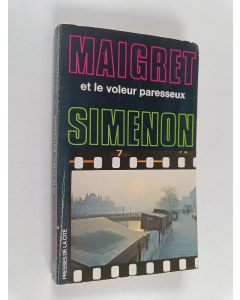 MAIGRET
et le voleur paresseux
SIMENON
7
PRESSES DE LA CITÉ